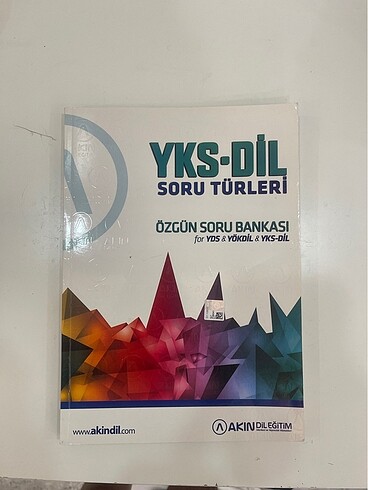 YKS-DİL
SORU TÜRLERİ
ÖZGÜN SORU BANKASI
for YDS & YÖKDİL & YKS-DİL
www.akindil.com
AKIN DİL EĞİTİM